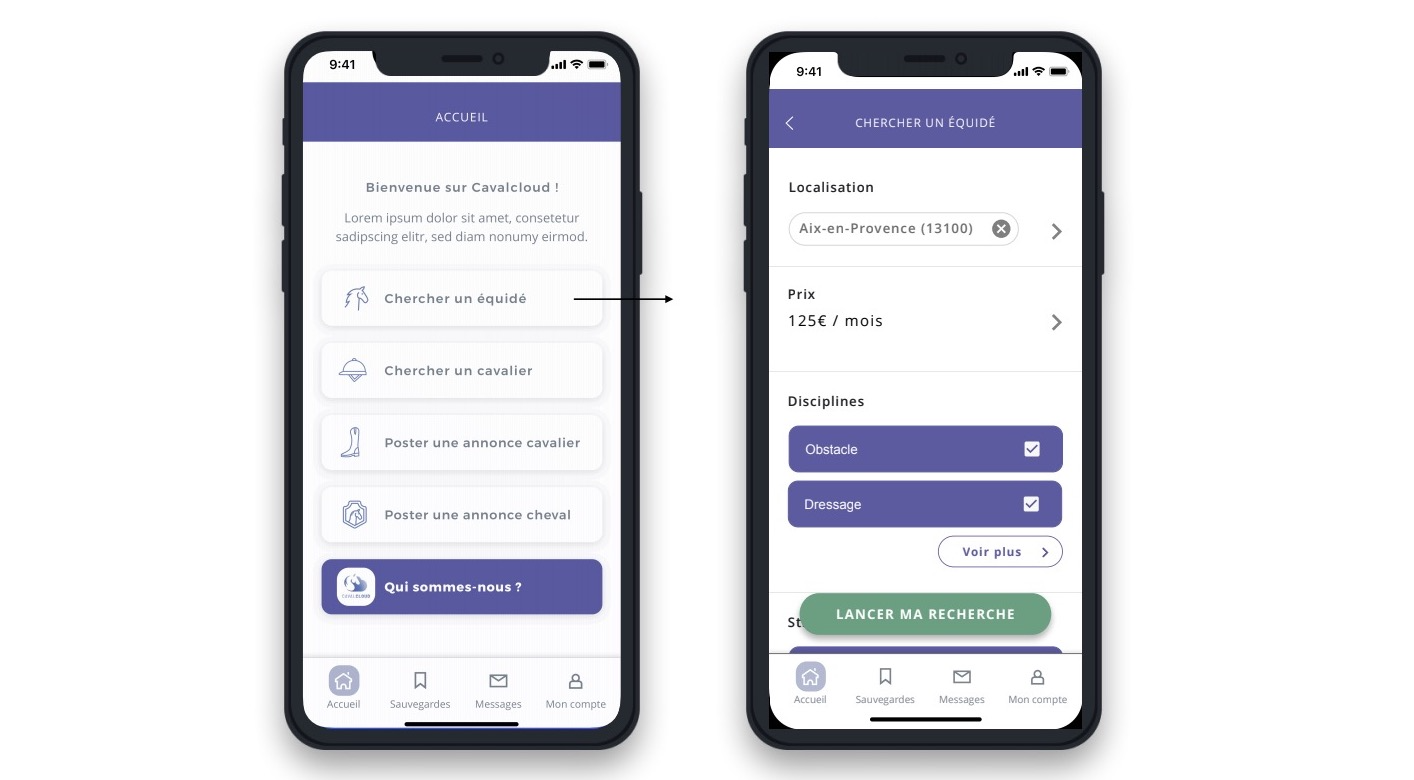 9:41
ACCUEIL
Bienvenue sur Cavalcloud !
Lorem ipsum dolor sit amet, consetetur
sadipscing elitr, sed diam nonumy eirmod.
Chercher un équidé
Chercher un cavalier
Poster une annonce cavalier
Poster une annonce cheval
CAVALCLOUD
Qui sommes-nous ?
Accueil
Sauvegardes
Messages
Mon compte
9:41
CHERCHER UN ÉQUIDÉ
Localisation
Aix-en-Provence (13100)
Prix
125€ / mois
Disciplines
Obstacle
Dressage
Voir plus
LANCER MA RECHERCHE
Accueil
Sauvegardes
Messages
Mon compte